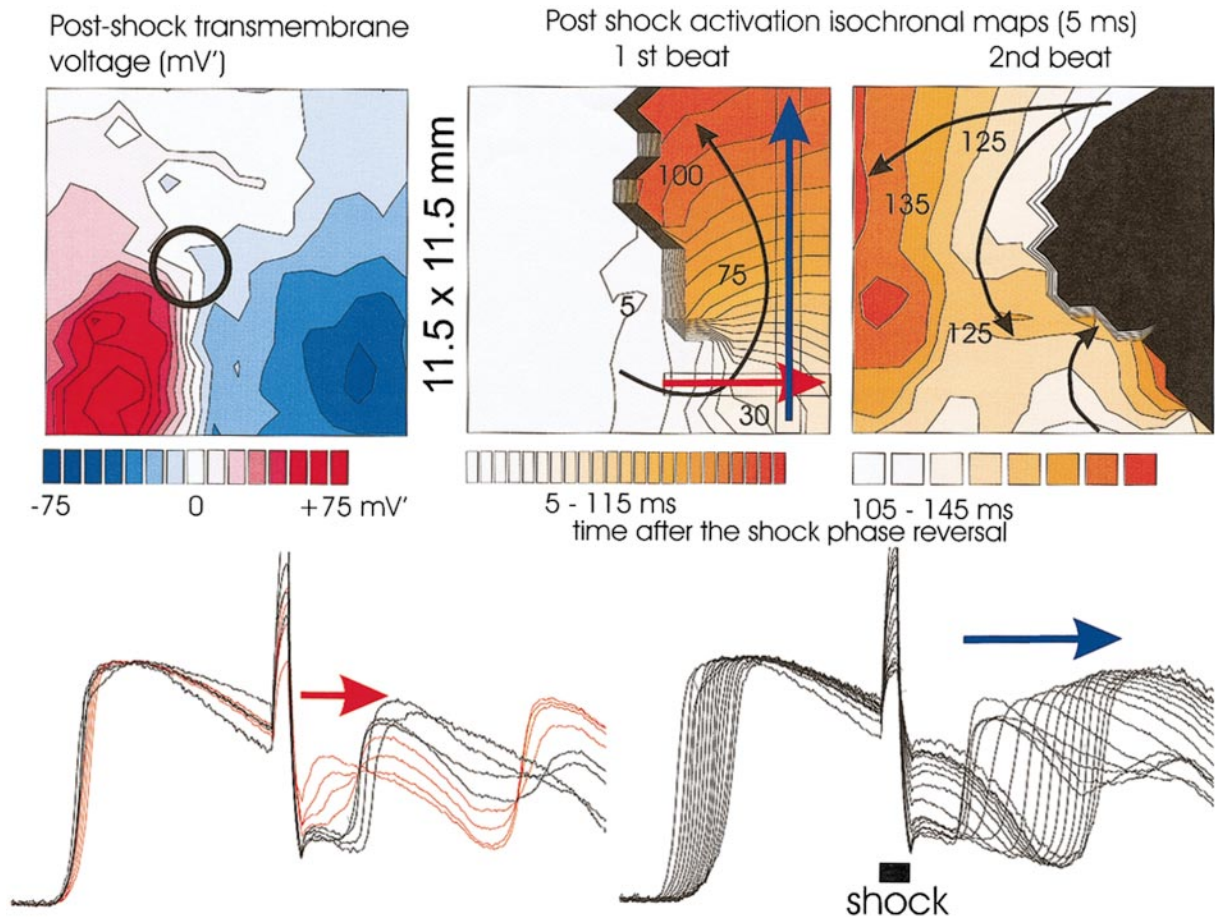 Post-shock transmembrane
voltage (mV')
Post shock activation isochronal maps (5 ms)
1 st beat
2nd beat
11.5 x 11.5 mm
100
75
5
30
125
135
125
-75
0
+75 mV'
5 - 115 ms
105 - 145 ms
time after the shock phase reversal
shock